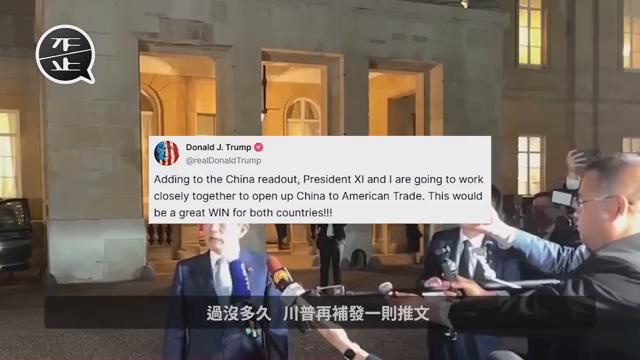 歪
Donald J. Trump
@realDonaldTrump
Adding to the China readout, President XI and I are going to work
closely together to open up China to American Trade. This would
be a great WIN for both countries!!!
過沒多久 川普再補發一則推文